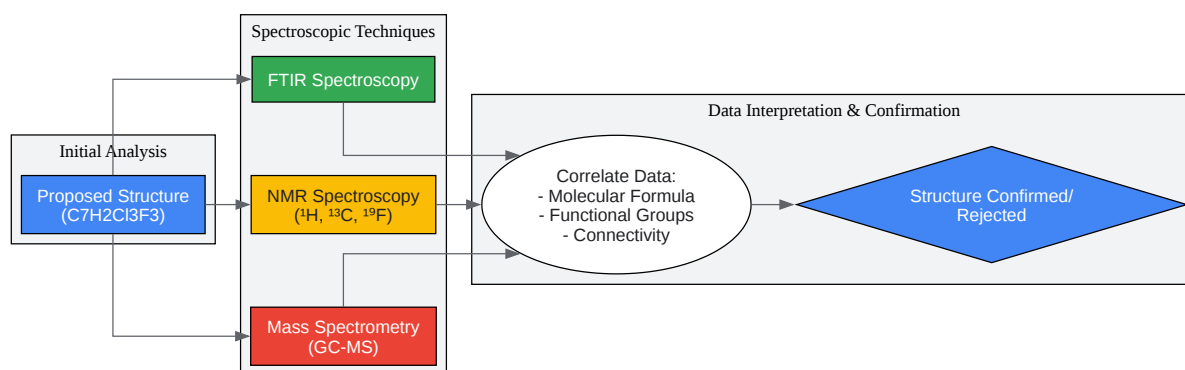 Spectroscopic Techniques
FTIR Spectroscopy
Data Interpretation & Confirmation
Initial Analysis
Proposed Structure
(C7H2Cl3F3)
NMR Spectroscopy
(¹H, ¹³C, ¹⁹F)
Correlate Data:
- Molecular Formula
- Functional Groups
- Connectivity
Structure Confirmed/
Rejected
Mass Spectrometry
(GC-MS)